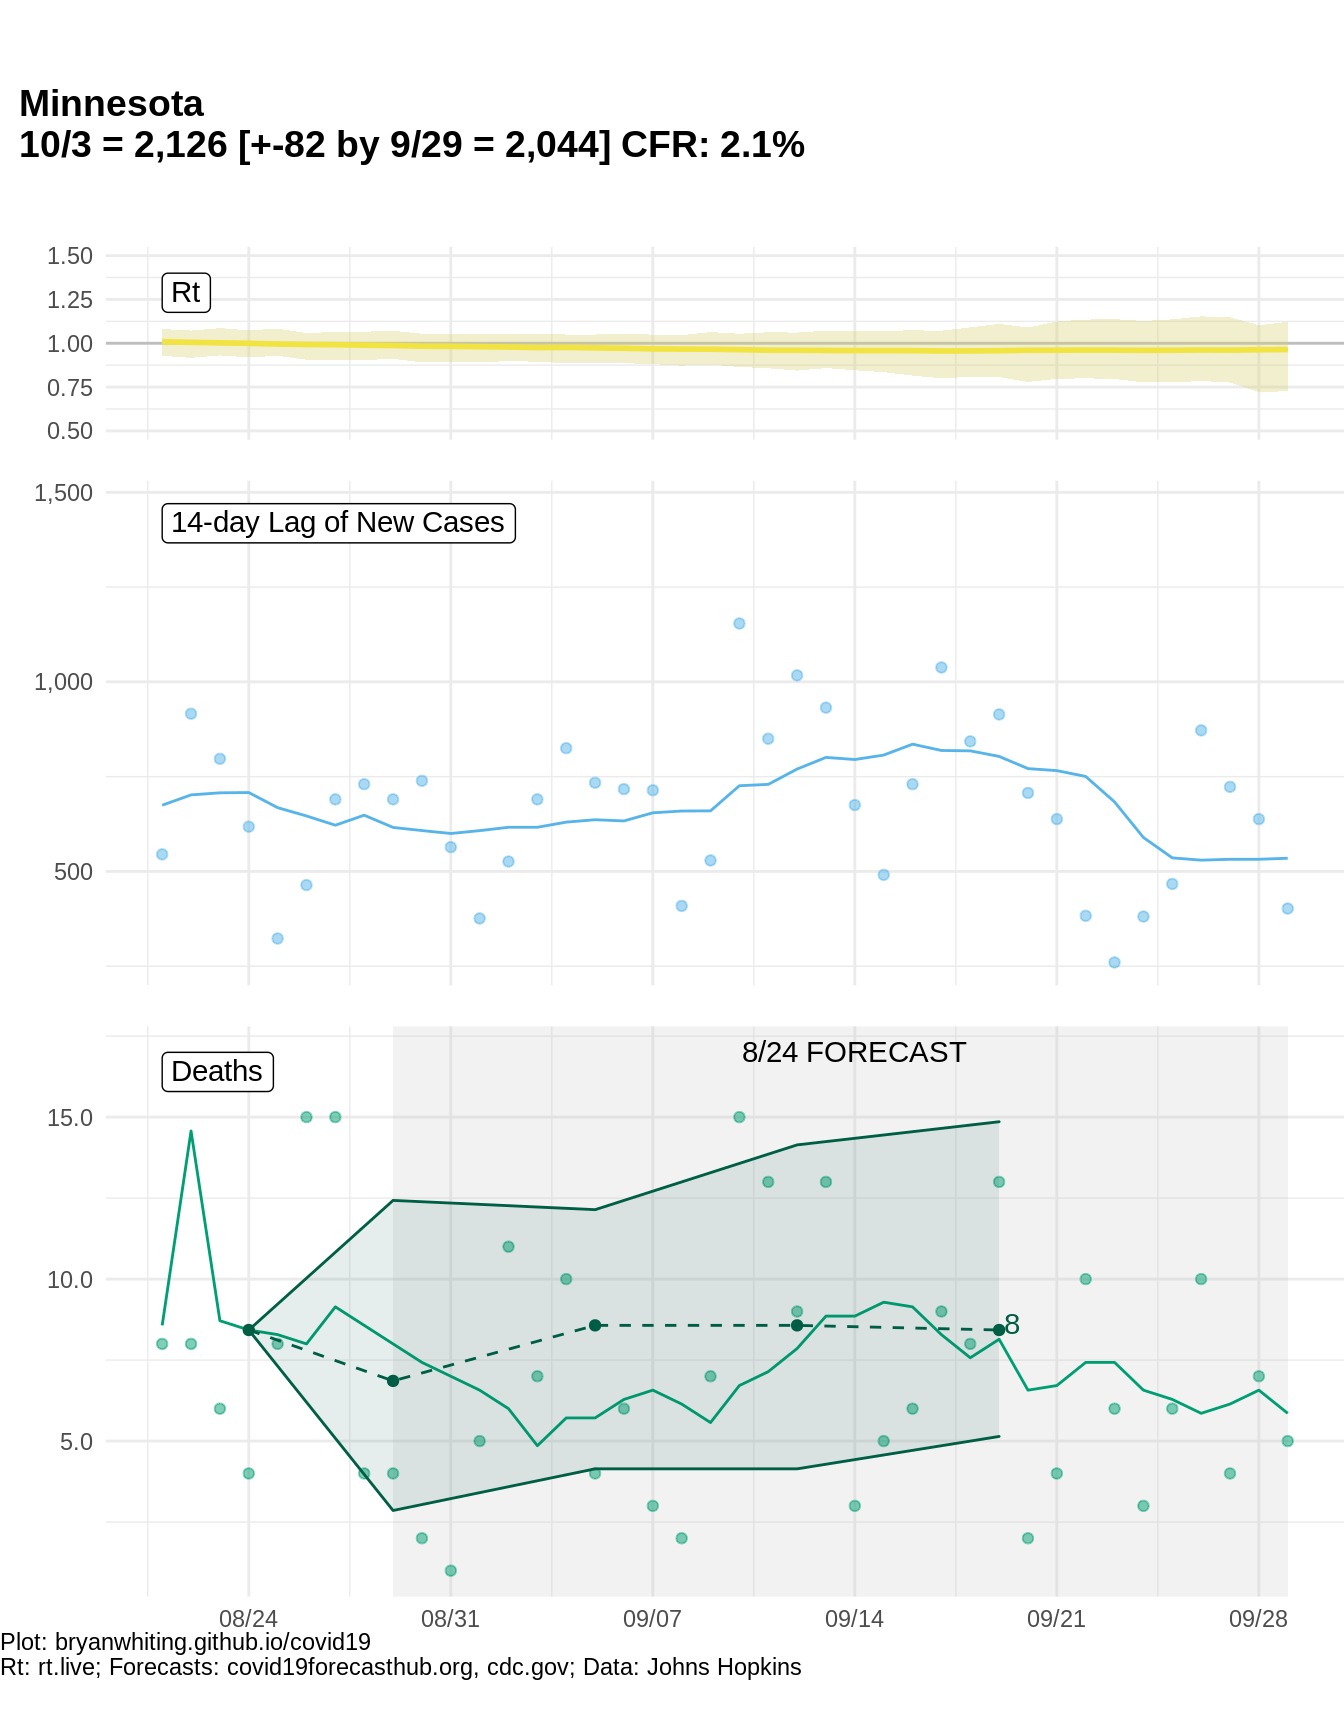 Minnesota
10/3 = 2,126 [+-82 by 9/29 = 2,044] CFR: 2.1%
1.50
1.25
1.00
0.75
0.50
Rt
1,500
1,000
500
14-day Lag of New Cases
8/24 FORECAST
Deaths
15.0
10.0
5.0
8
08/24 08/31 09/07 09/14 09/21 09/28
Plot: bryanwhiting.github.io/covid19
Rt: rt.live; Forecasts: covid19forecasthub.org, cdc.gov; Data: Johns Hopkins